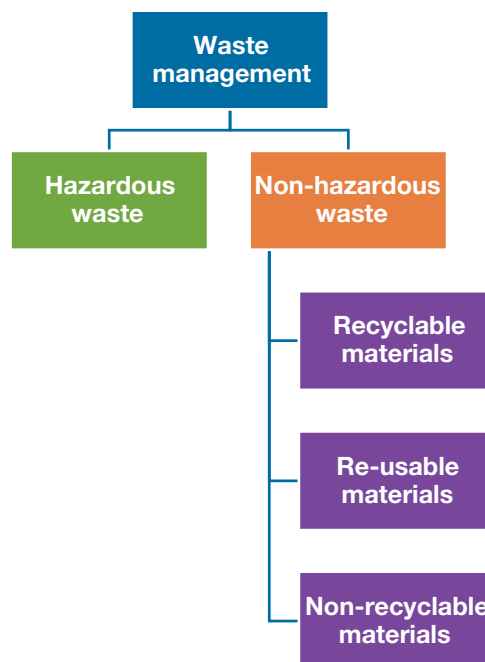 Waste
management
Hazardous
waste
Non-hazardous
waste
Recyclable
materials
Re-usable
materials
Non-recyclable
materials